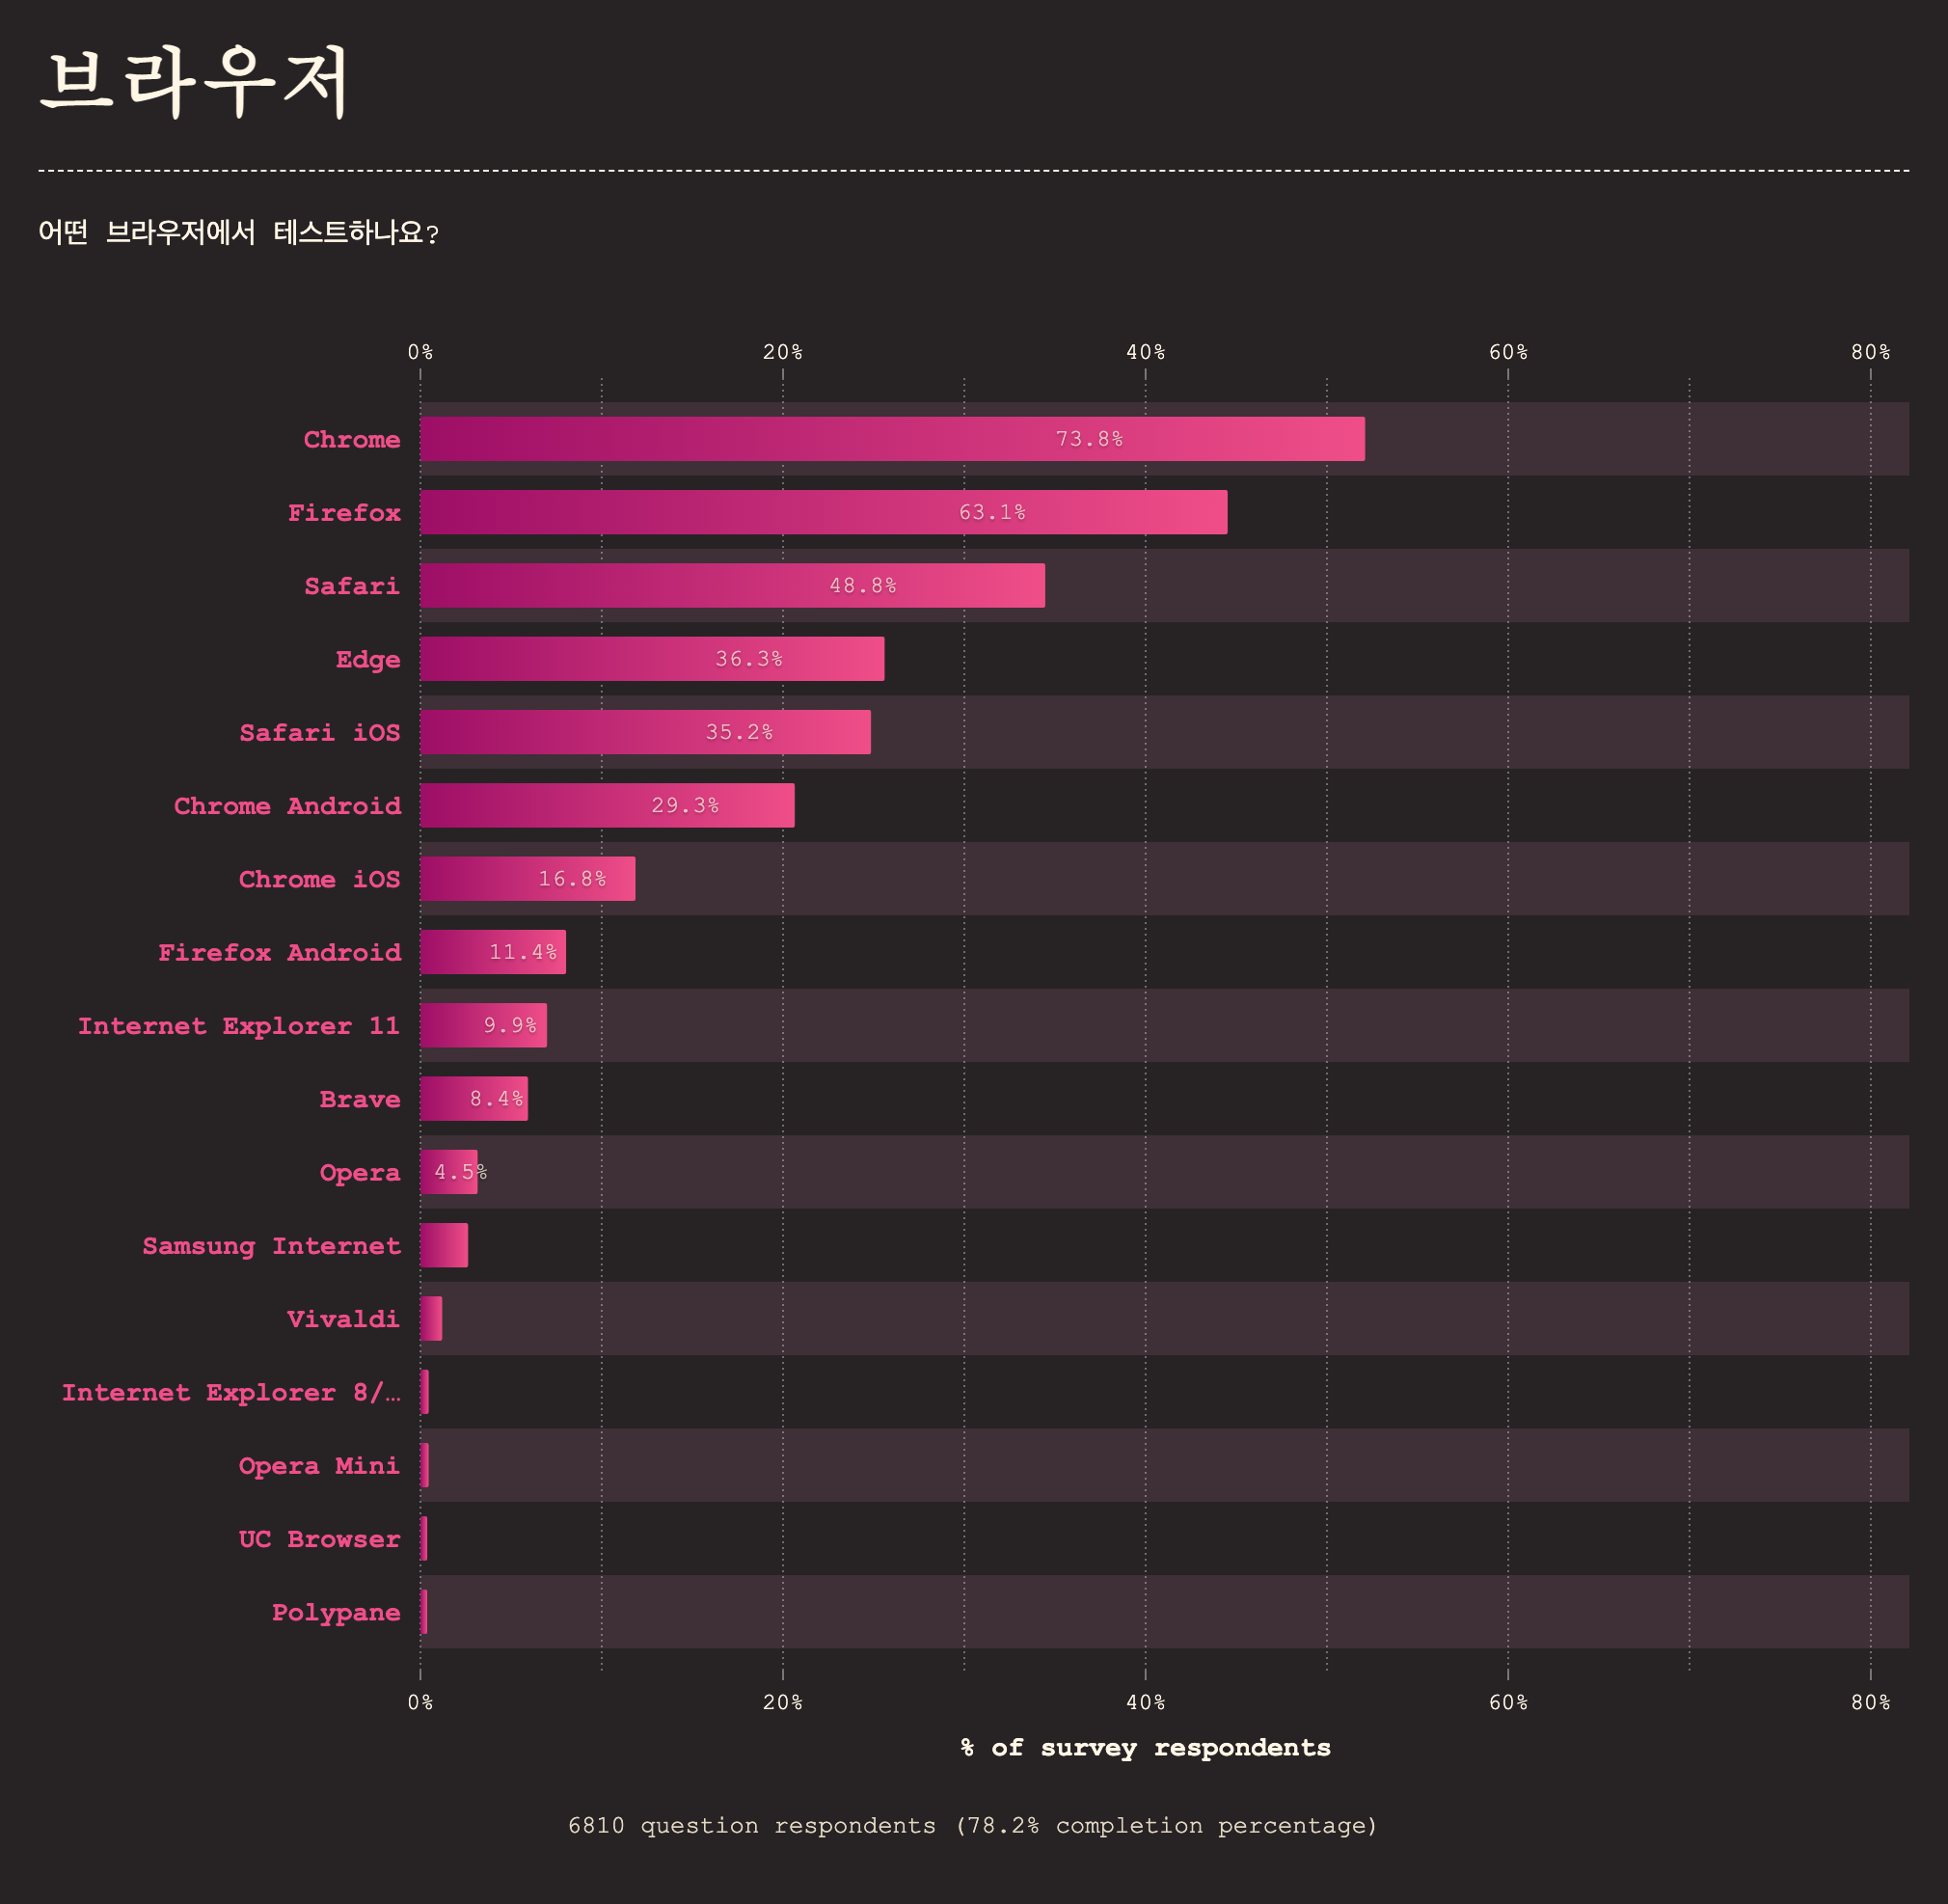 브라우저
어떤 브라우저에서 테스트하나요?
0% 20% 40% 60% 80%
Chrome 73.8%
Firefox 63.1%
Safari 48.8%
Edge 36.3%
Safari iOS 35.2%
Chrome Android 29.3%
Chrome iOS 16.8%
Firefox Android 11.4%
Internet Explorer 11 9.9%
Brave 8.4%
Opera 4.5%
Samsung Internet
Vivaldi
Internet Explorer 8/…
Opera Mini
UC Browser
Polypane
0% 20% 40% 60% 80%
% of survey respondents
6810 question respondents (78.2% completion percentage)